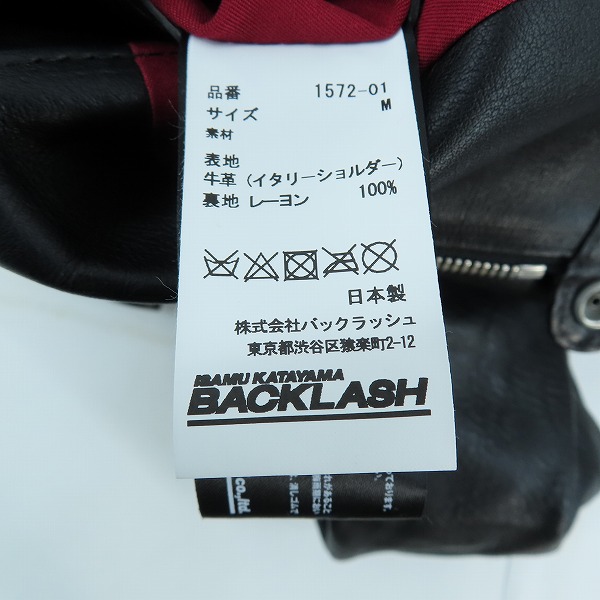 品番 1572-01
サイズ M
素材
表地
牛革 (イタリーショルダー)
裏地 レーヨン 100%
日本製
株式会社バックラッシュ
東京都渋谷区猿楽町2-12
ISAMU KATAYAMA
BACKLASH
co.,ltd.